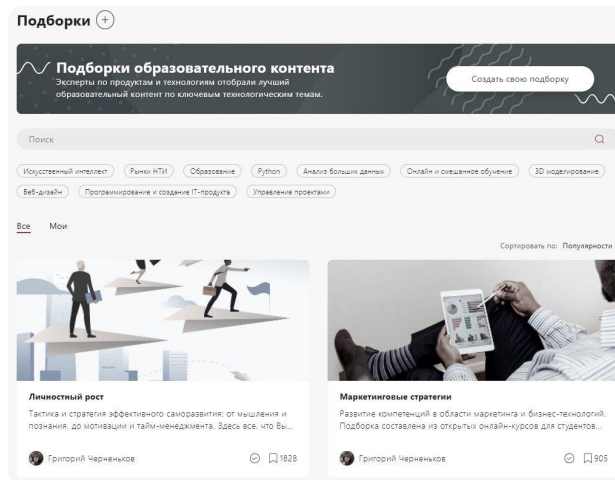 Подборки
Подборки образовательного контента
Эксперты по продуктам и технологиям отобрали лучший
образовательный контент по ключевым технологическим темам.
Создать свою подборку
Поиск
Искусственный интеллект Рынки НТИ Образование Python Анализ больших данных Онлайн и смешанное обучение 3D моделирование
Веб-дизайн Программирование и создание IT-продукта Управление проектами
Все Мои
Сортировать по: Популярности
Личностный рост
Тактика и стратегия эффективного саморазвития: от мышления и
познания, до мотивации и тайм-менеджмента. Здесь все, что Вы...
Григорий Черненьков 1828
Маркетинговые стратегии
Развитие компетенций в области маркетинга и бизнес-технологий.
Подборка составлена из открытых онлайн-курсов для студентов...
Григорий Черненьков 905